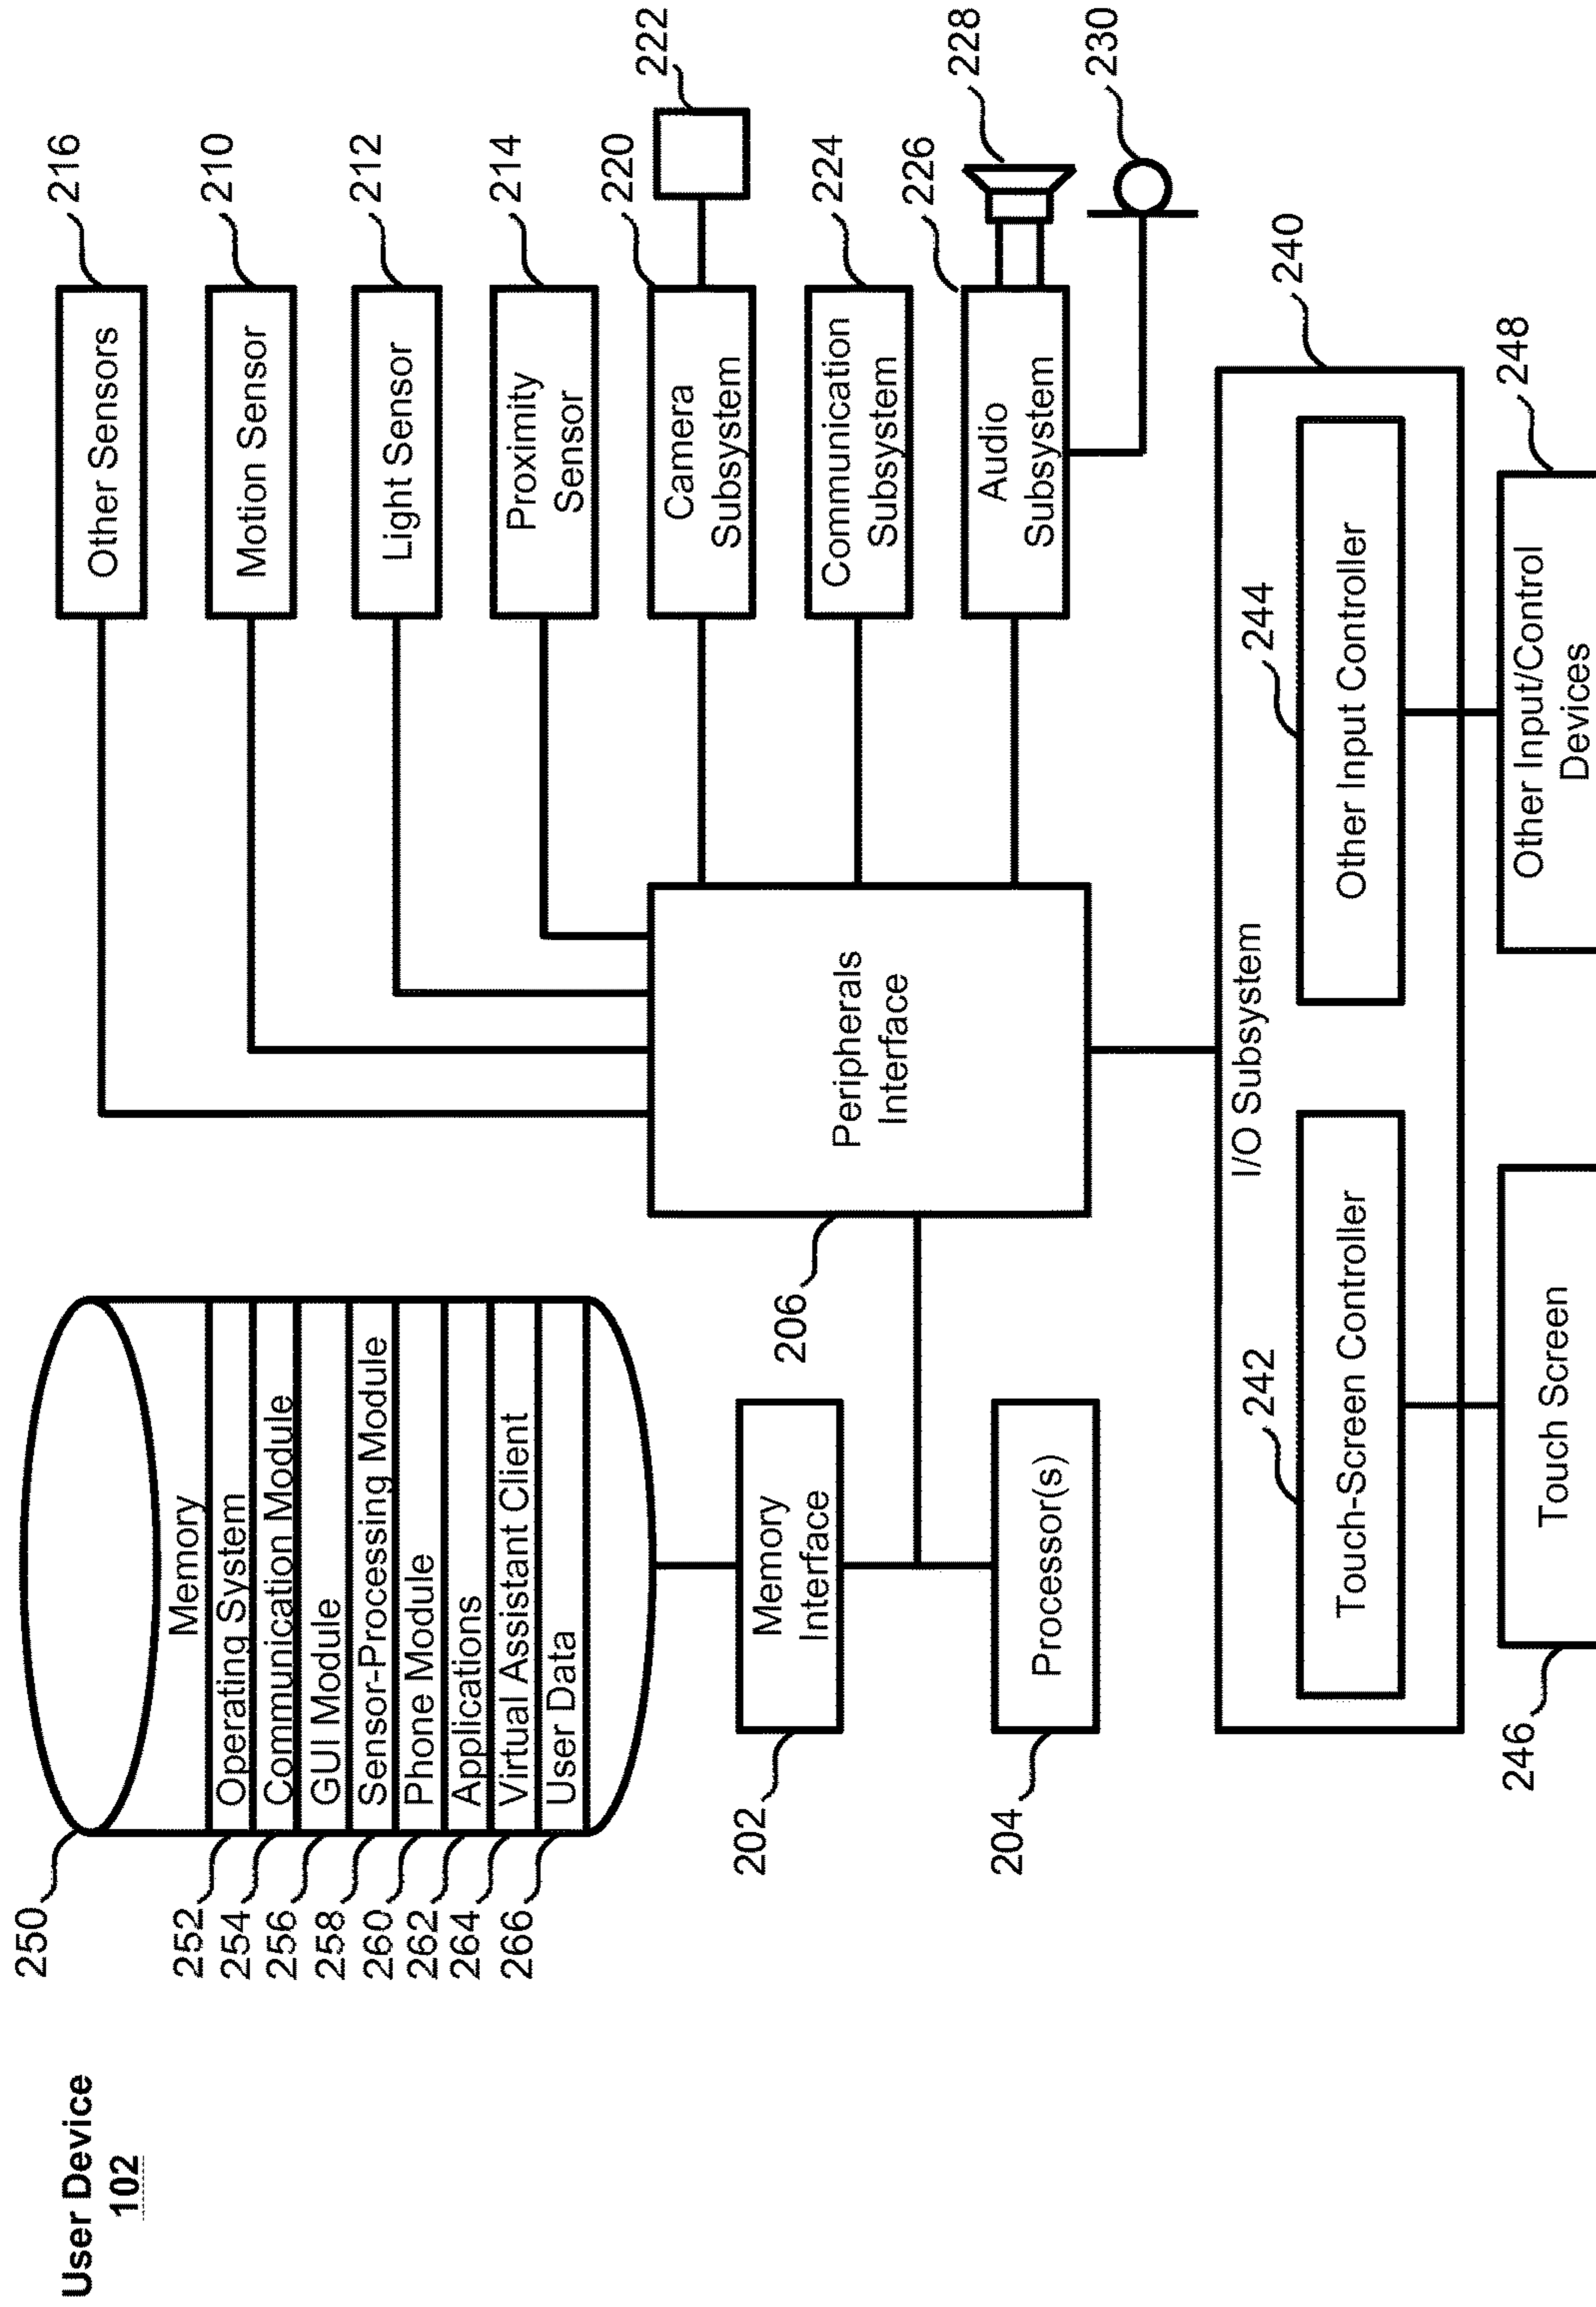 User Device
102
250
252
254
256
258
260
262
264
266
Memory
Operating System
Communication Module
GUI Module
Sensor-Processing Module
Phone Module
Applications
Virtual Assistant Client
User Data
202
Memory
Interface
204
Processor(s)
206
Peripherals
Interface
Other Sensors
216
Motion Sensor
210
Light Sensor
212
Proximity
Sensor
214
Camera
Subsystem
220
222
Communication
Subsystem
224
Audio
Subsystem
226
228
230
I/O Subsystem
240
242
Touch-Screen Controller
244
Other Input Controller
246
Touch Screen
Other Input/Control
Devices
248